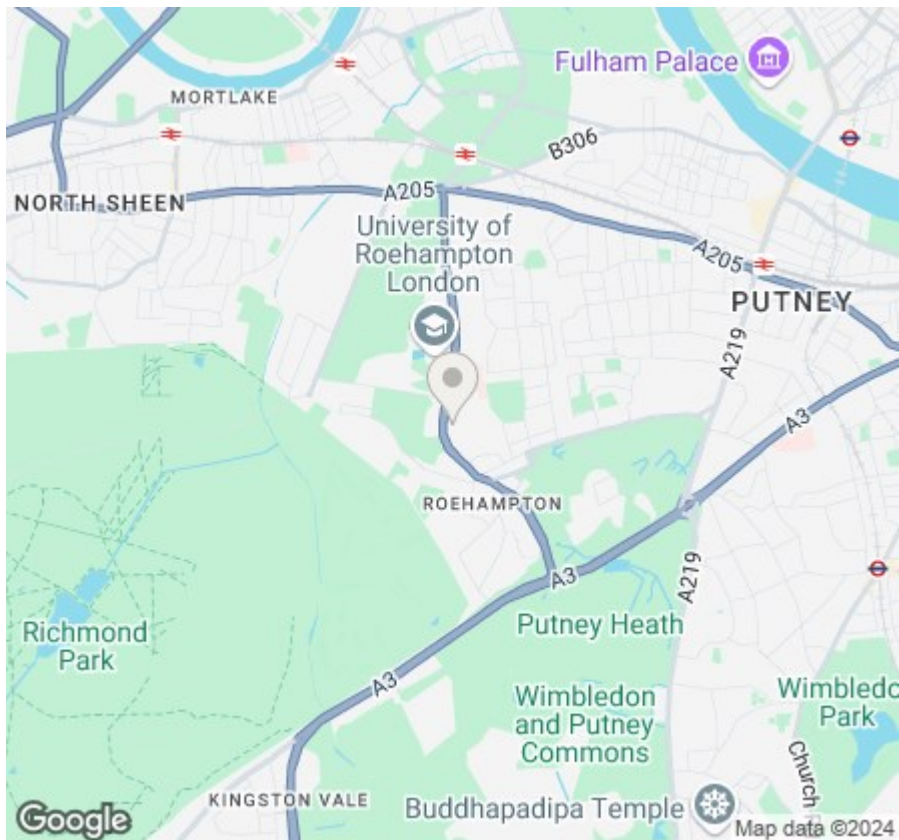 Fulham Palace
MORTLAKE
B306
NORTH SHEEN
A205
University of
Roehampton
London
A205
PUTNEY
A219
A3
ROEHAMPTON
A3
A219
Richmond
Park
Putney Heath
A3
Wimbledon
and Putney
Commons
Wimbledo
Park
Church
KINGSTON VALE
Buddhapadipa Temple
Google
Map data ©2024